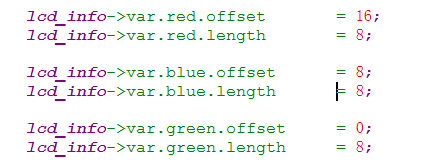 lcd_info->var.red.offset = 16;
lcd_info->var.red.length = 8;
lcd_info->var.blue.offset = 8;
lcd_info->var.blue.length = 8;
lcd_info->var.green.offset = 0;
lcd_info->var.green.length = 8;